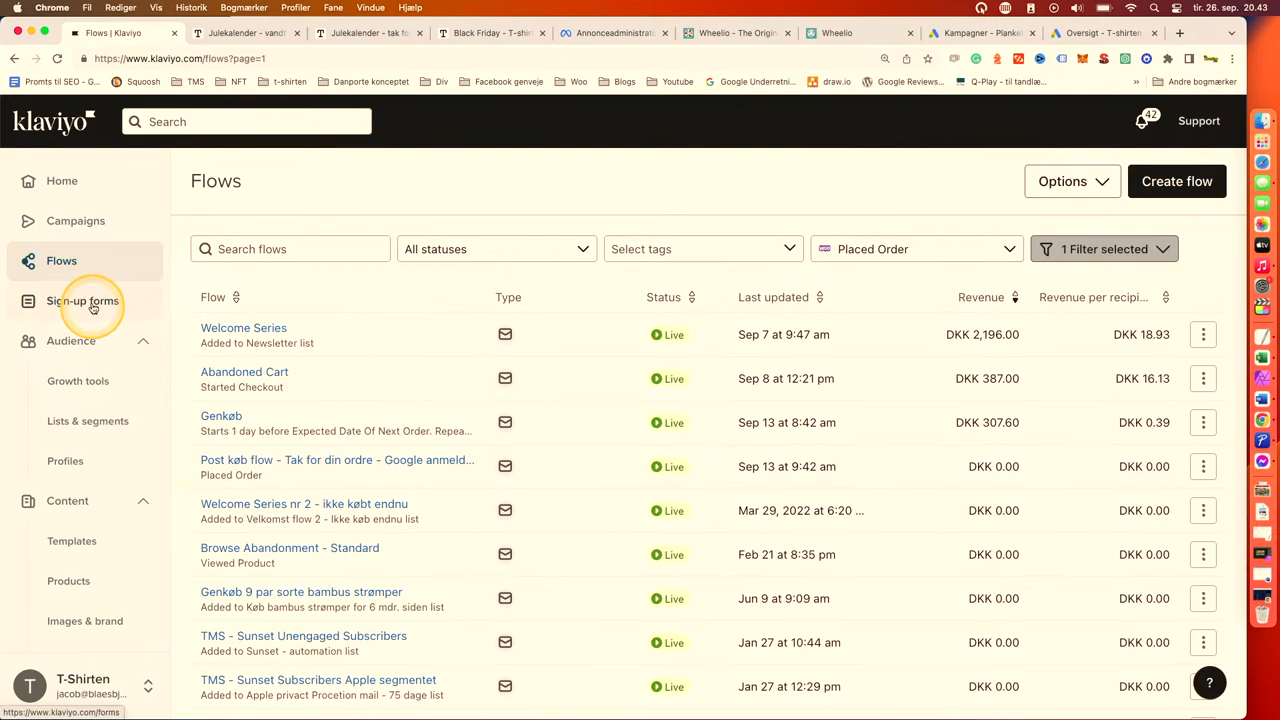 Chrome Fil Rediger Vis Historik Bogmærker Profiler Fane Vindue Hjælp tir. 26. sep. 20.43
Flows | Klaviyo Julekalender - vandt Julekalender - tak for Black Friday - T-shirt Annonceadministrato Wheelio - The Origin Wheelio Kampagner - Planke Oversigt - T-shirten
https://www.klaviyo.com/flows?page=1
Promts til SEO - G... Squoosh TMS NFT t-shirten Danporte konceptet Div Facebook genveje Woo Blogs Youtube Google Underretni... draw.io Google Reviews... Q-Play - til tandlæ... » Andre bogmærker
klaviyo Search 42 Support
Home
Campaigns
Flows
Sign-up forms
Audience
Growth tools
Lists & segments
Profiles
Content
Templates
Products
Images & brand
T T-Shirten
jacob@blaesbj...
https://www.klaviyo.com/forms
Flows Options Create flow
Search flows All statuses Select tags woo Placed Order 1 Filter selected
Flow Type Status Last updated Revenue Revenue per recipi...
Welcome Series Live Sep 7 at 9:47 am DKK 2,196.00 DKK 18.93
Added to Newsletter list
Abandoned Cart Live Sep 8 at 12:21 pm DKK 387.00 DKK 16.13
Started Checkout
Genkøb Live Sep 13 at 8:42 am DKK 307.60 DKK 0.39
Starts 1 day before Expected Date Of Next Order. Repea...
Post køb flow - Tak for din ordre - Google anmeld... Live Sep 13 at 9:42 am DKK 0.00 DKK 0.00
Placed Order
Welcome Series nr 2 - ikke købt endnu Live Mar 29, 2022 at 6:20 ... DKK 0.00 DKK 0.00
Added to Velkomst flow 2 - Ikke køb endnu list
Browse Abandonment - Standard Live Feb 21 at 8:35 pm DKK 0.00 DKK 0.00
Viewed Product
Genkøb 9 par sorte bambus strømper Live Jun 9 at 9:09 am DKK 0.00 DKK 0.00
Added to Køb bambus strømper for 6 mdr. siden list
TMS - Sunset Unengaged Subscribers Live Jan 27 at 10:44 am DKK 0.00 DKK 0.00
Added to Sunset - automation list
TMS - Sunset Subscribers Apple segmentet Live Jan 27 at 12:29 pm DKK 0.00 DKK 0.00
Added to Apple privact Procetion mail - 75 dage list
?